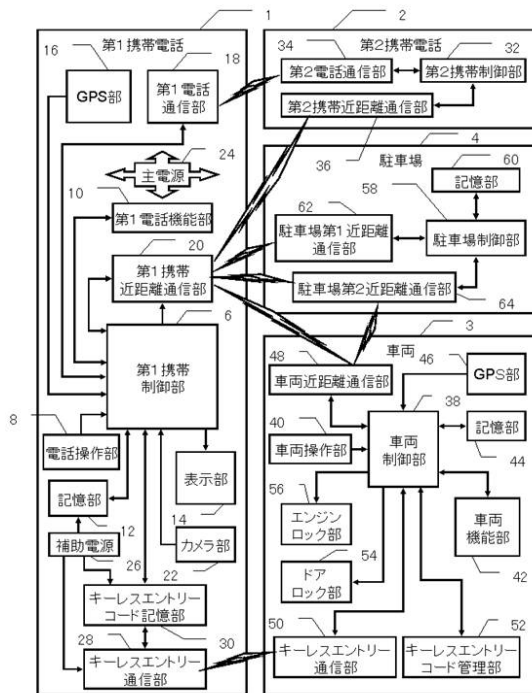 1
第1携帯電話
16
GPS部
18
第1電話
通信部
24
主電源
10
第1電話機能部
20
第1携帯
近距離通信部
6
第1携帯
制御部
8
電話操作部
表示部
記憶部
12
14
カメラ部
補助電源
26
22
キーレスエントリー
コード記憶部
28
30
キーレスエントリー
通信部
2
第2携帯電話
34
32
第2電話通信部
第2携帯制御部
第2携帯近距離通信部
36
4
駐車場
60
記憶部
58
62
駐車場第1近距離
通信部
駐車場制御部
駐車場第2近距離通信部
64
3
車両
48
46
GPS部
車両近距離通信部
40
38
車両操作部
車両
制御部
記憶部
44
56
エンジン
ロック部
車両
機能部
54
42
ドア
ロック部
50
52
キーレスエントリー
通信部
キーレスエントリー
コード管理部